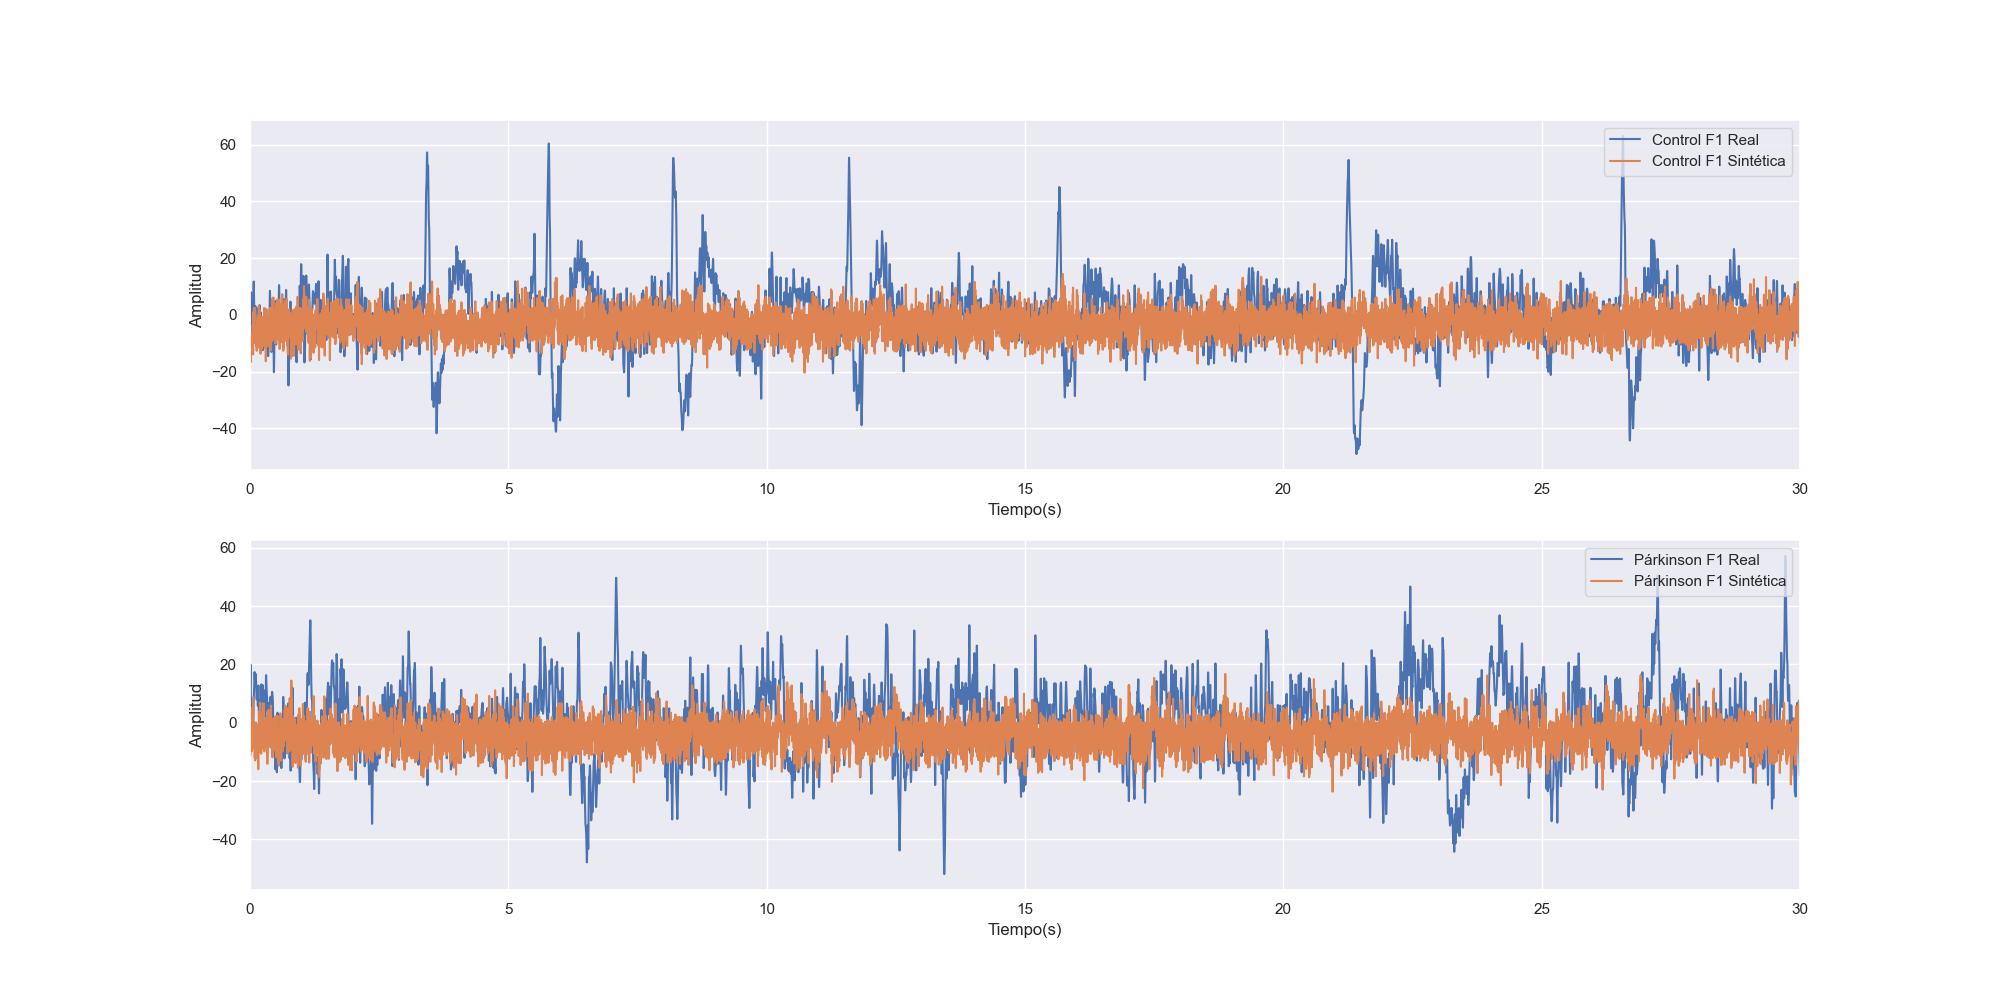 Control F1 Real
Control F1 Sintética
Amplitud
60
40
20
0
−20
−40
0 5 10 15 20 25 30
Tiempo(s)
Párkinson F1 Real
Párkinson F1 Sintética
Amplitud
60
40
20
0
−20
−40
0 5 10 15 20 25 30
Tiempo(s)